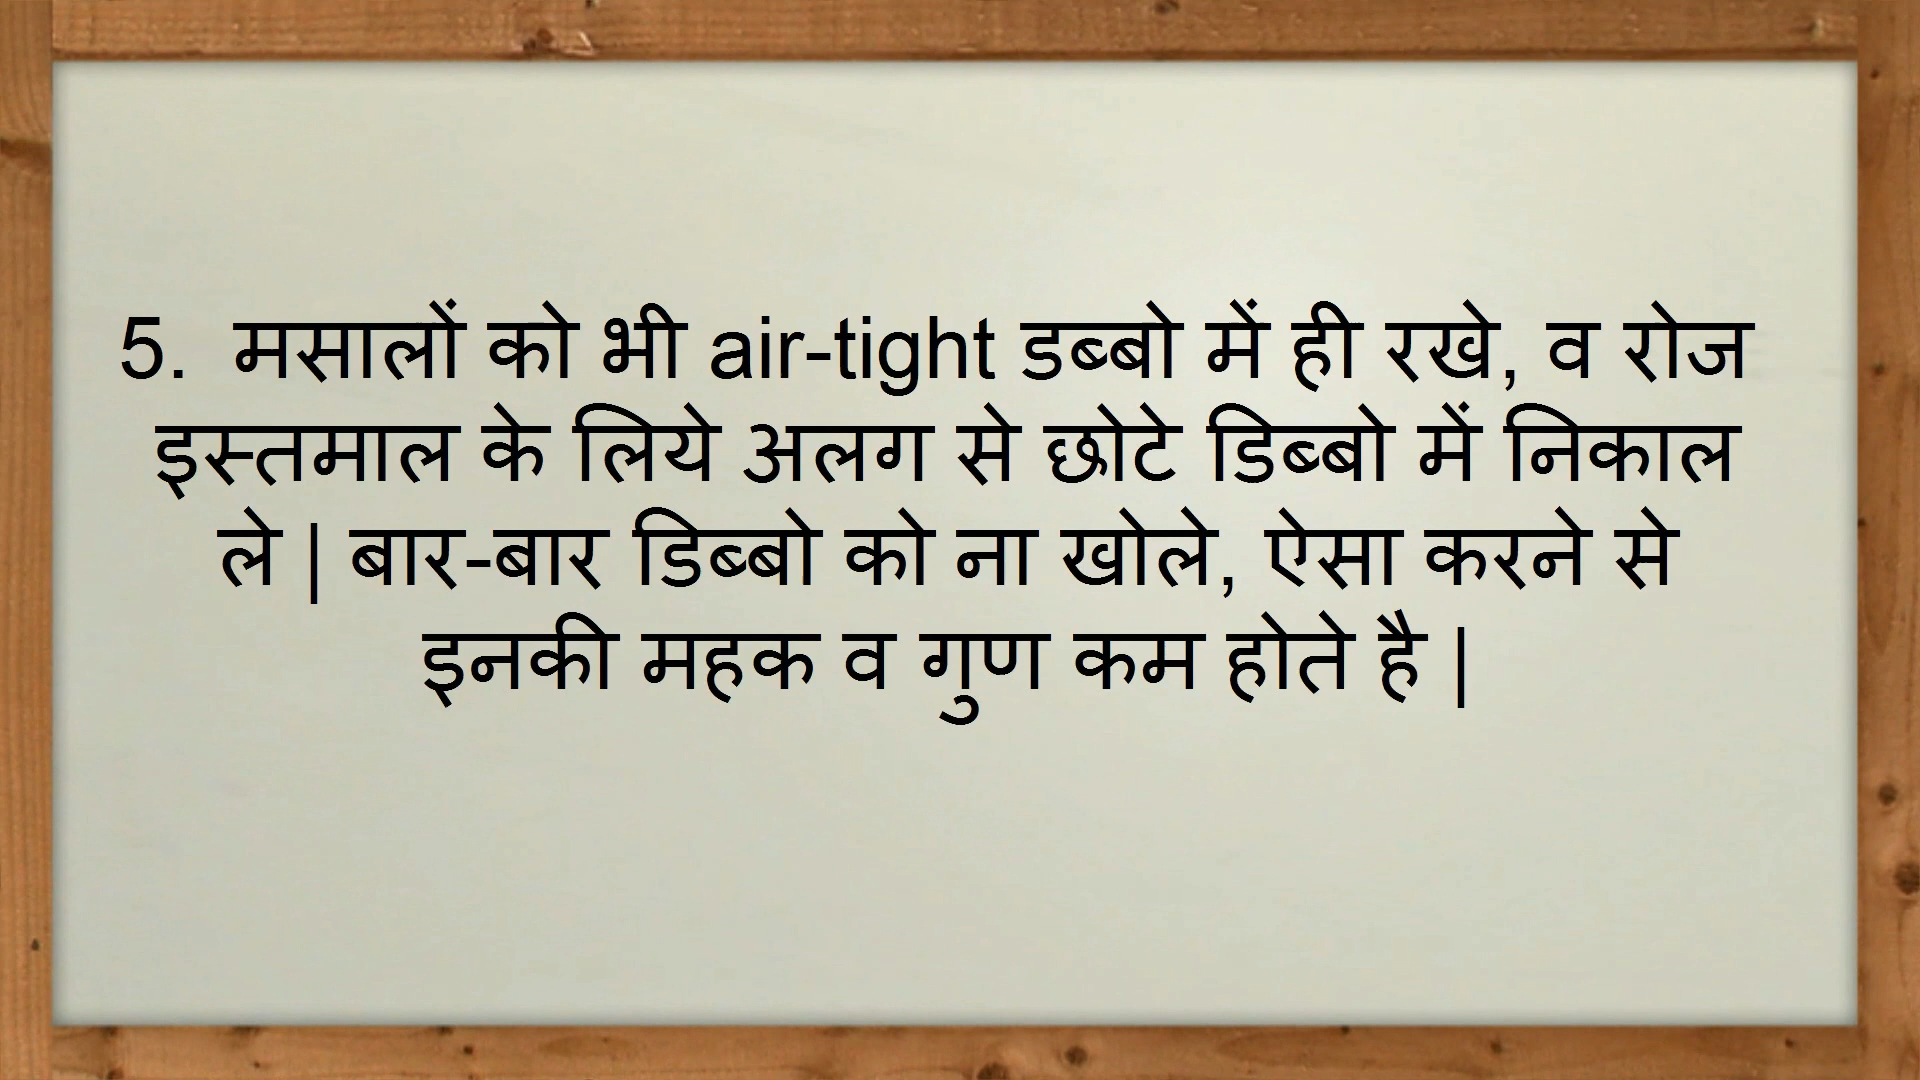 5. मसालों को भी air-tight डब्बो में ही रखे, व रोज
इस्तमाल के लिये अलग से छोटे डिब्बो में निकाल
ले | बार-बार डिब्बो को ना खोले, ऐसा करने से
इनकी महक व गुण कम होते है |